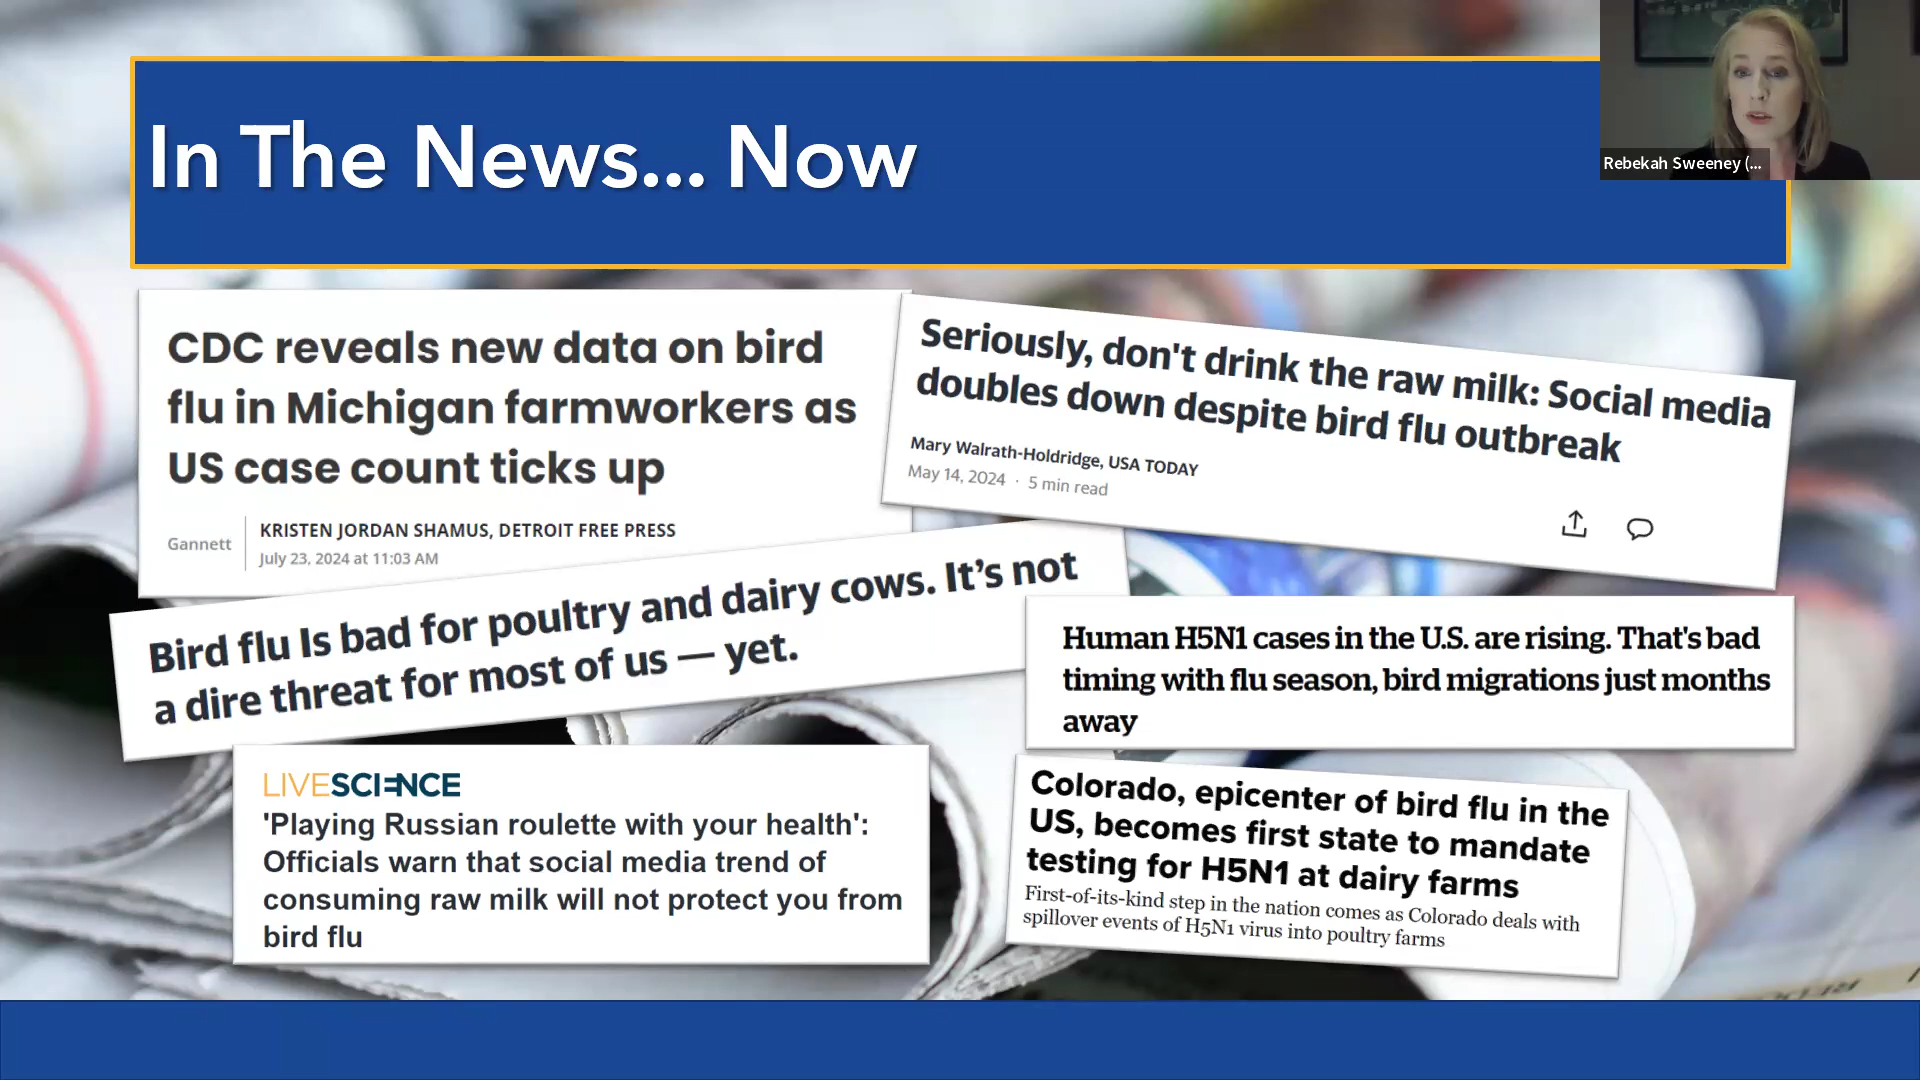 In The News... Now
Rebekah Sweeney (...
CDC reveals new data on bird
flu in Michigan farmworkers as
US case count ticks up
Gannett
KRISTEN JORDAN SHAMUS, DETROIT FREE PRESS
July 23, 2024 at 11:03 AM
Seriously, don't drink the raw milk: Social media
doubles down despite bird flu outbreak
Mary Walrath-Holdridge, USA TODAY
May 14, 2024 · 5 min read
Bird flu Is bad for poultry and dairy cows. It’s not
a dire threat for most of us — yet.
Human H5N1 cases in the U.S. are rising. That's bad
timing with flu season, bird migrations just months
away
LIVESCIENCE
'Playing Russian roulette with your health':
Officials warn that social media trend of
consuming raw milk will not protect you from
bird flu
Colorado, epicenter of bird flu in the
US, becomes first state to mandate
testing for H5N1 at dairy farms
First-of-its-kind step in the nation comes as Colorado deals with
spillover events of H5N1 virus into poultry farms